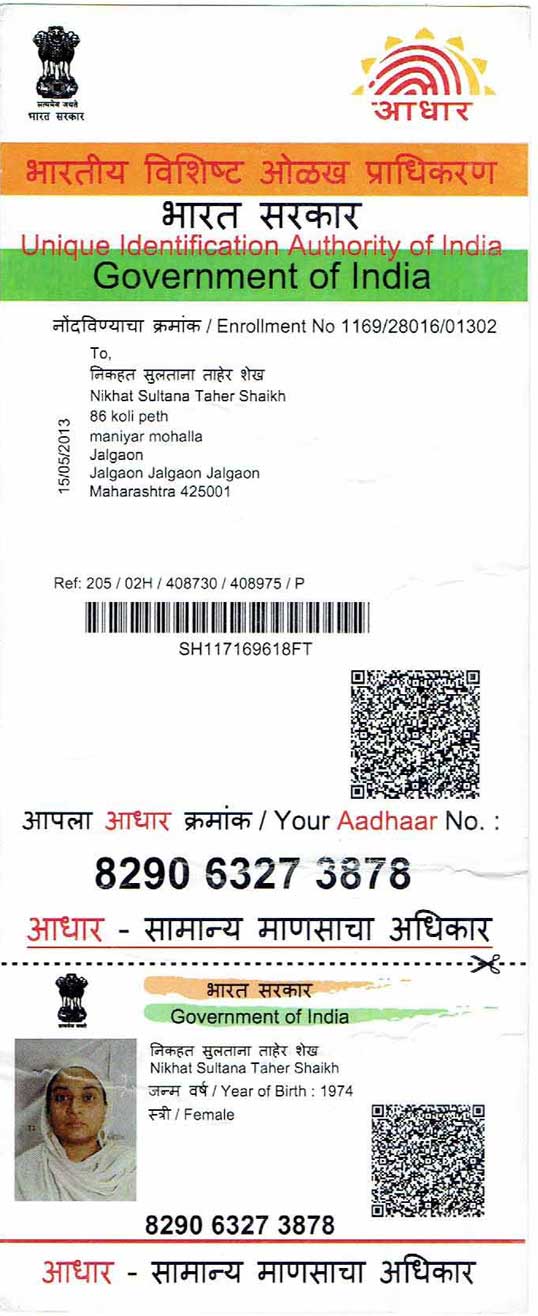 सत्यमेव जयते
भारत सरकार
आधार
भारतीय विशिष्ट ओळख प्राधिकरण
भारत सरकार
Unique Identification Authority of India
Government of India
नोंदविण्याचा क्रमांक / Enrollment No 1169/28016/01302
To,
निकहत सुलताना ताहेर शेख
Nikhat Sultana Taher Shaikh
86 koli peth
maniyar mohalla
Jalgaon
Jalgaon Jalgaon Jalgaon
Maharashtra 425001
15/05/2013
Ref: 205 / 02H / 408730 / 408975 / P
SH117169618FT
आपला आधार क्रमांक / Your Aadhaar No. :
8290 6327 3878
आधार - सामान्य माणसाचा अधिकार
भारत सरकार
Government of India
निकहत सुलताना ताहेर शेख
Nikhat Sultana Taher Shaikh
जन्म वर्ष / Year of Birth : 1974
स्त्री / Female
8290 6327 3878
आधार - सामान्य माणसाचा अधिकार